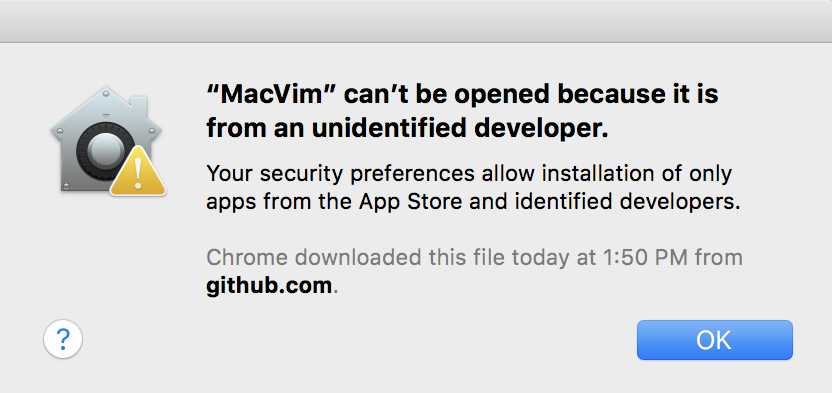 “MacVim” can’t be opened because it is
from an unidentified developer.
Your security preferences allow installation of only
apps from the App Store and identified developers.
Chrome downloaded this file today at 1:50 PM from
github.com.
?
OK